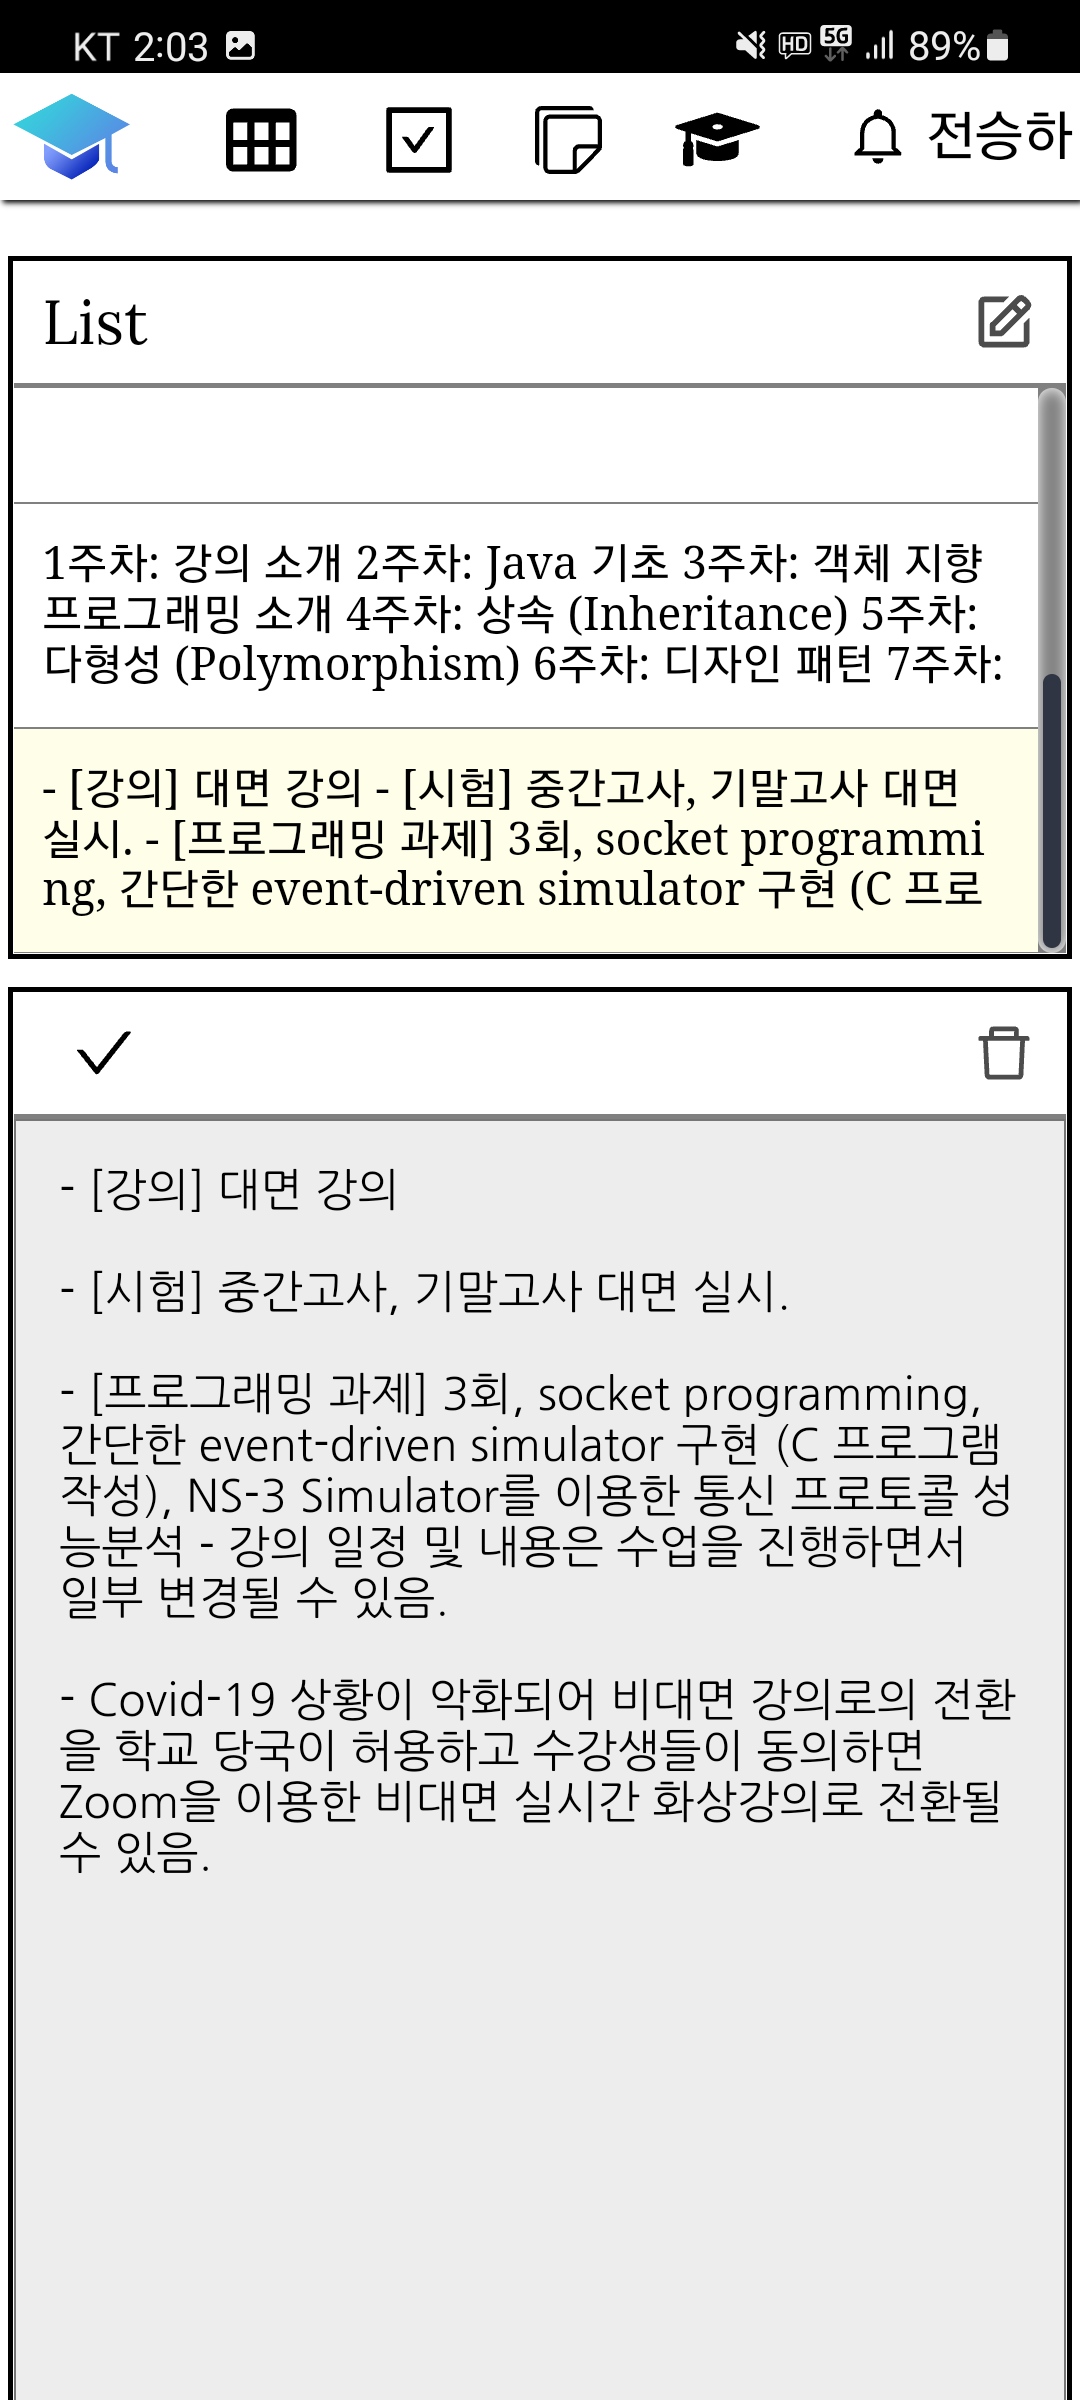 KT 2:03 HD 5G 89%
전승하
List
1주차: 강의 소개 2주차: Java 기초 3주차: 객체 지향
프로그래밍 소개 4주차: 상속 (Inheritance) 5주차:
다형성 (Polymorphism) 6주차: 디자인 패턴 7주차:
- [강의] 대면 강의 - [시험] 중간고사, 기말고사 대면
실시. - [프로그래밍 과제] 3회, socket programmi
ng, 간단한 event-driven simulator 구현 (C 프로
- [강의] 대면 강의
- [시험] 중간고사, 기말고사 대면 실시.
- [프로그래밍 과제] 3회, socket programming,
간단한 event-driven simulator 구현 (C 프로그램
작성), NS-3 Simulator를 이용한 통신 프로토콜 성
능분석 - 강의 일정 및 내용은 수업을 진행하면서
일부 변경될 수 있음.
- Covid-19 상황이 악화되어 비대면 강의로의 전환
을 학교 당국이 허용하고 수강생들이 동의하면
Zoom을 이용한 비대면 실시간 화상강의로 전환될
수 있음.